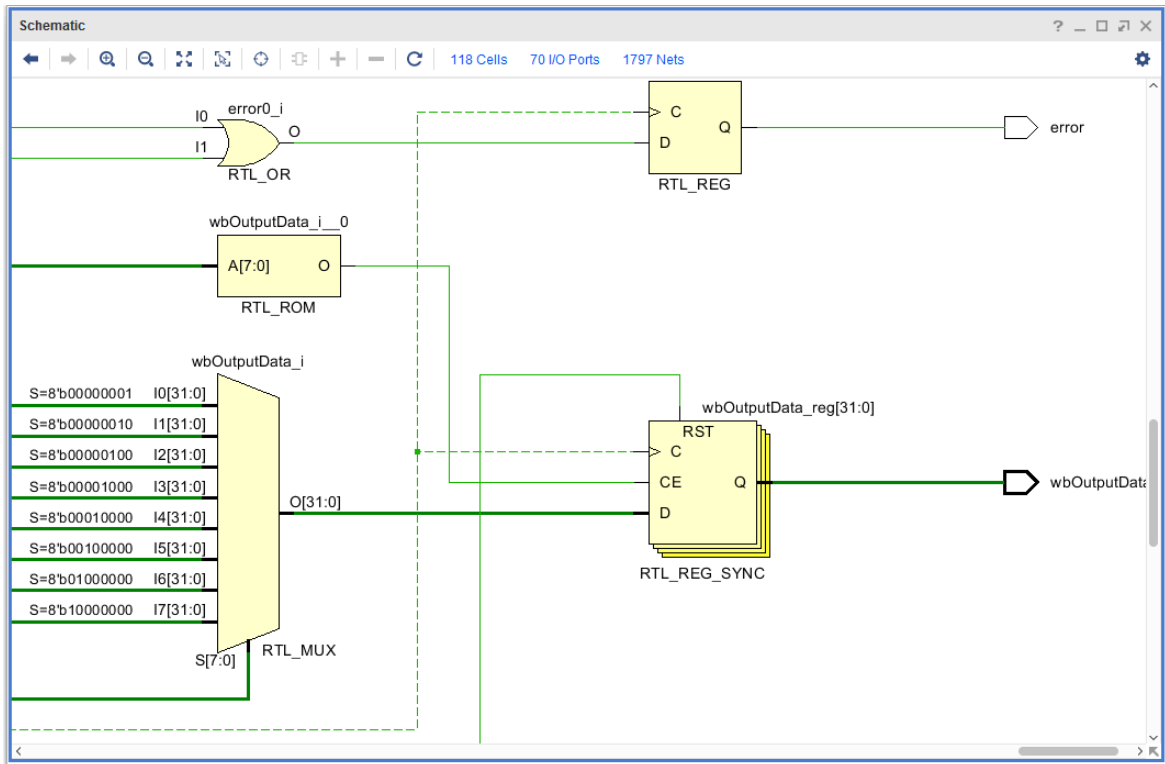 Schematic
118 Cells 70 I/O Ports 1797 Nets
error0_i
I0
I1
O
RTL_OR
C
D
Q
RTL_REG
error
wbOutputData_i__0
A[7:0] O
RTL_ROM
wbOutputData_i
S=8'b00000001 I0[31:0]
S=8'b00000010 I1[31:0]
S=8'b00000100 I2[31:0]
S=8'b00001000 I3[31:0]
S=8'b00010000 I4[31:0]
S=8'b00100000 I5[31:0]
S=8'b01000000 I6[31:0]
S=8'b10000000 I7[31:0]
S[7:0]
O[31:0]
RTL_MUX
wbOutputData_reg[31:0]
RST
C
CE
D
Q
RTL_REG_SYNC
wbOutputData